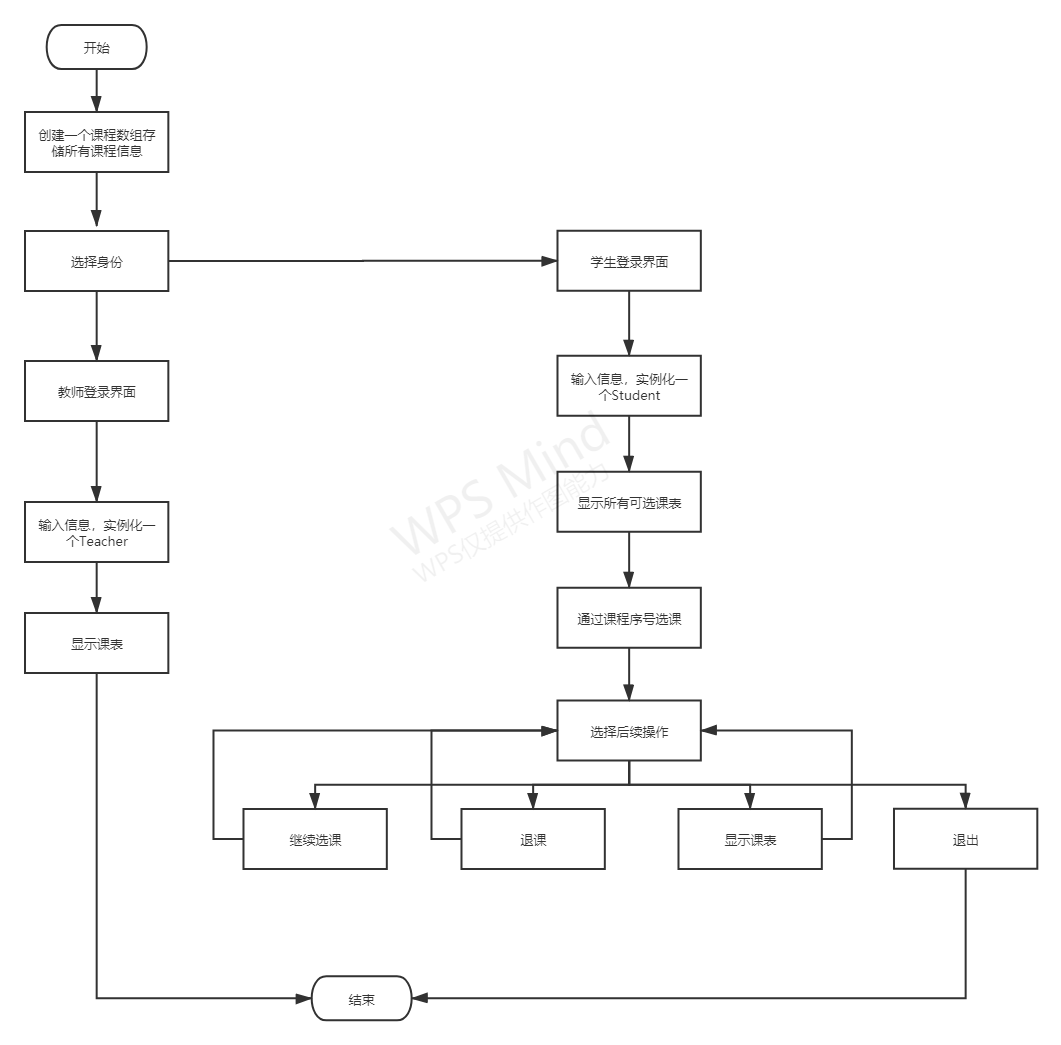 开始
创建一个课程数组存
储所有课程信息
选择身份
学生登录界面
教师登录界面
输入信息，实例化一
个Student
显示所有可选课表
输入信息，实例化一
个Teacher
通过课程序号选课
显示课表
选择后续操作
继续选课
退课
显示课表
退出
结束
WPS Mind
WPS仅提供作图能力